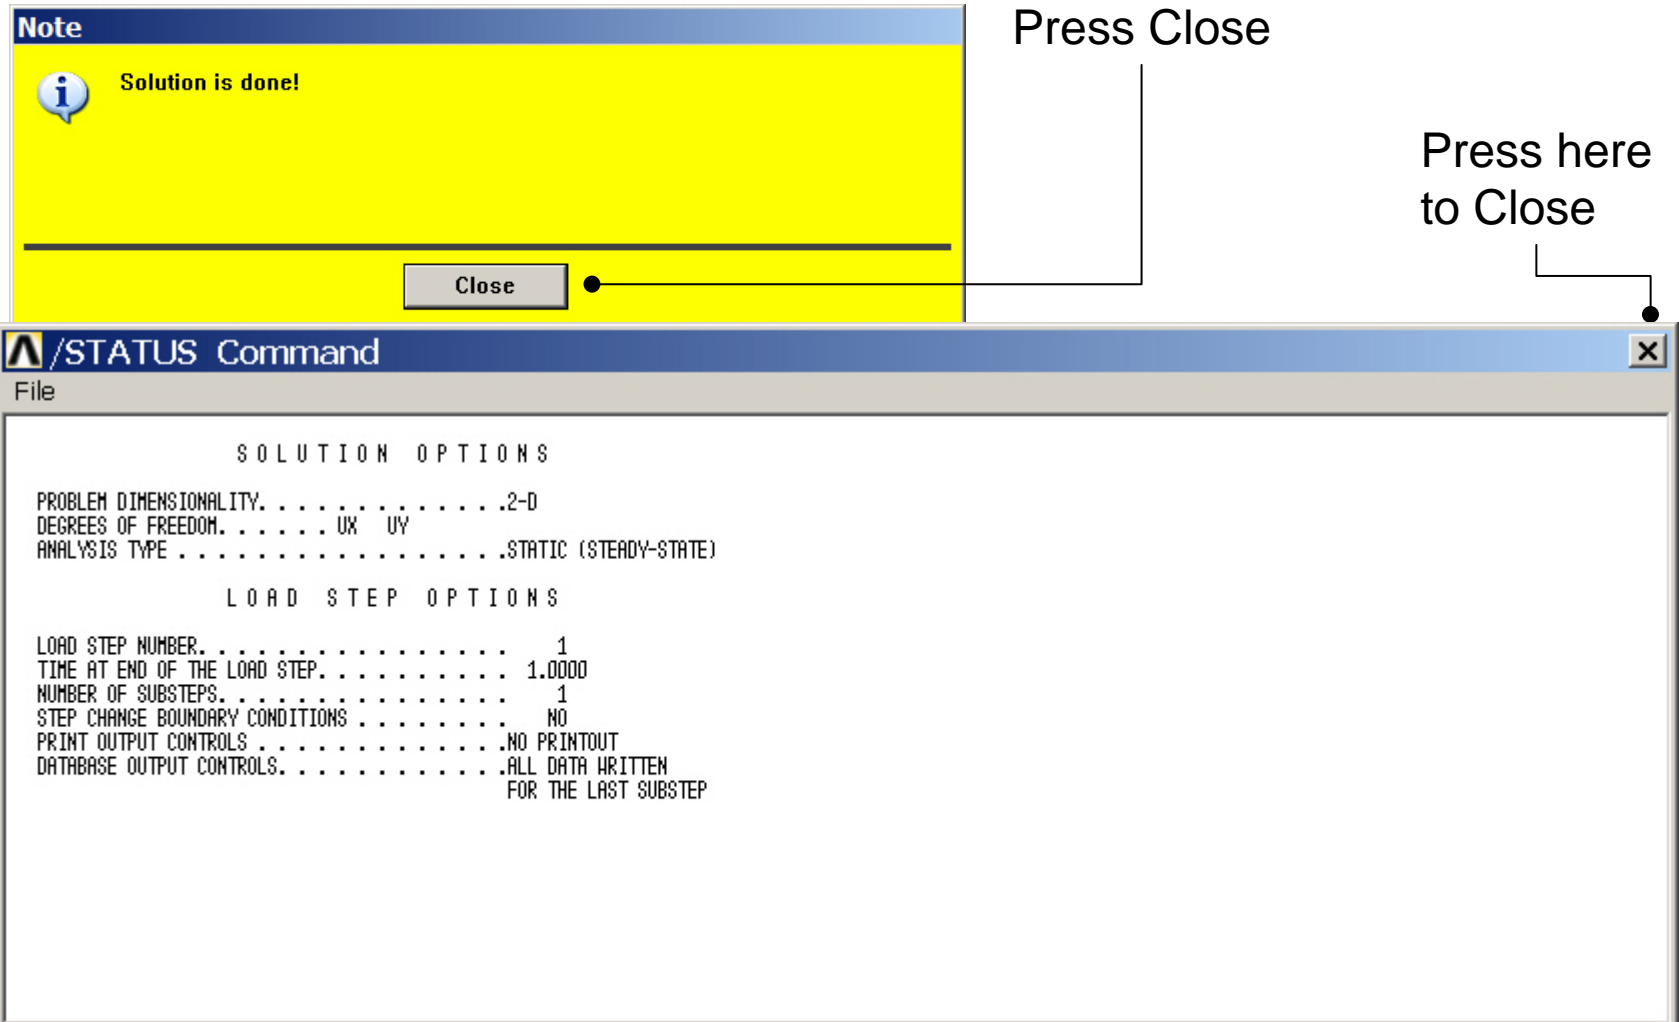 Note
Press Close
Solution is done!
Press here
to Close
Close
/STATUS Command
File
SOLUTION OPTIONS
PROBLEM DIMENSIONALITY. . . . . . . . . . . . .2-D
DEGREES OF FREEDOM. . . . . . UX UY
ANALYSIS TYPE . . . . . . . . . . . . . . . . .STATIC (STEADY-STATE)
LOAD STEP OPTIONS
LOAD STEP NUMBER. . . . . . . . . . . . . . . . 1
TIME AT END OF THE LOAD STEP. . . . . . . . . . 1.0000
NUMBER OF SUBSTEPS. . . . . . . . . . . . . . . 1
STEP CHANGE BOUNDARY CONDITIONS . . . . . . . . NO
PRINT OUTPUT CONTROLS . . . . . . . . . . . . .NO PRINTOUT
DATABASE OUTPUT CONTROLS. . . . . . . . . . . .ALL DATA WRITTEN
FOR THE LAST SUBSTEP